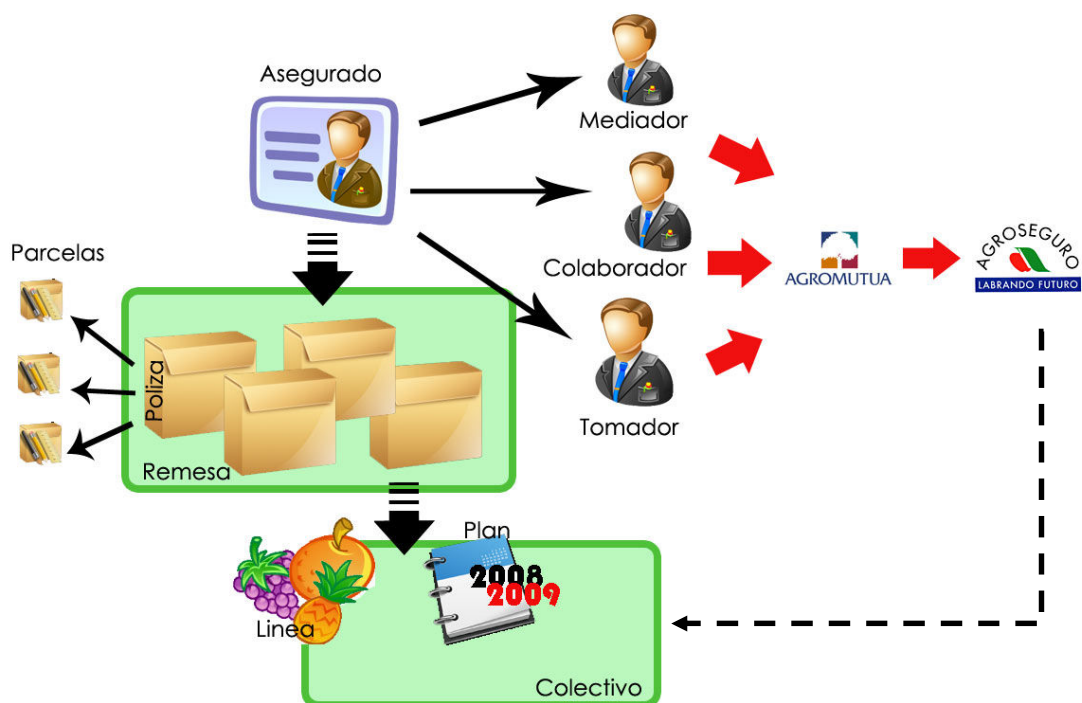 Asegurado
Mediador
Colaborador
Tomador
AGROMUTUA
AGROSEGURO
LABRANDO FUTURO
Parcelas
Poliza
Remesa
Plan
2008
2009
Linea
Colectivo